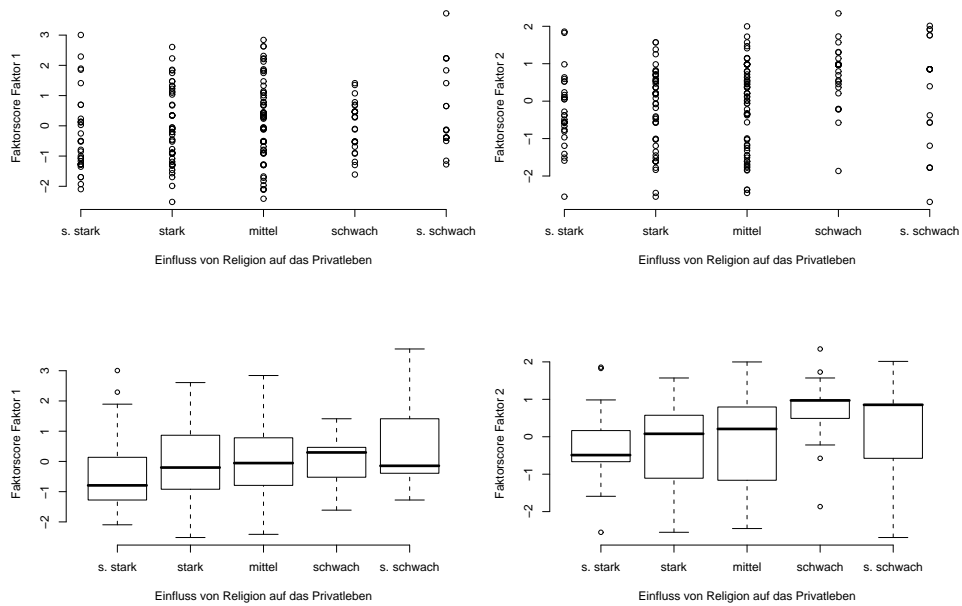 Faktorscore Faktor 1
3
2
1
0
−1
−2
s. stark stark mittel schwach s. schwach
Einfluss von Religion auf das Privatleben
Faktorscore Faktor 2
2
1
0
−1
−2
s. stark stark mittel schwach s. schwach
Einfluss von Religion auf das Privatleben
Faktorscore Faktor 1
3
2
1
0
−1
−2
s. stark stark mittel schwach s. schwach
Einfluss von Religion auf das Privatleben
Faktorscore Faktor 2
2
1
0
−1
−2
s. stark stark mittel schwach s. schwach
Einfluss von Religion auf das Privatleben